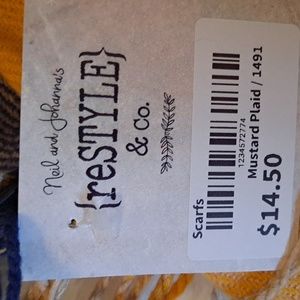 Neil and Johanna's
{reSTYLE}
& Co.
Scarfs
1234572774
Mustard Plaid / 1491
$14.50